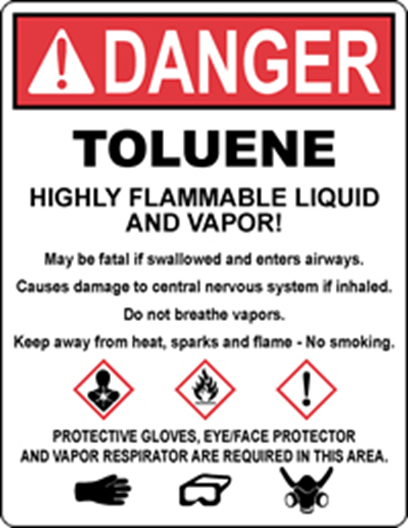 DANGER
TOLUENE
HIGHLY FLAMMABLE LIQUID
AND VAPOR!
May be fatal if swallowed and enters airways.
Causes damage to central nervous system if inhaled.
Do not breathe vapors.
Keep away from heat, sparks and flame - No smoking.
PROTECTIVE GLOVES, EYE/FACE PROTECTOR
AND VAPOR RESPIRATOR ARE REQUIRED IN THIS AREA.